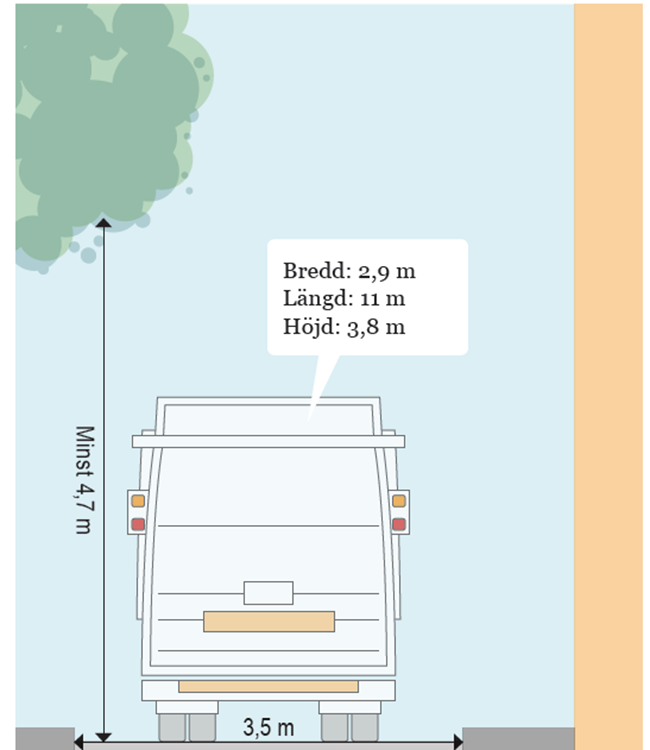 Bredd: 2,9 m
Längd: 11 m
Höjd: 3,8 m
Minst 4,7 m
3,5 m